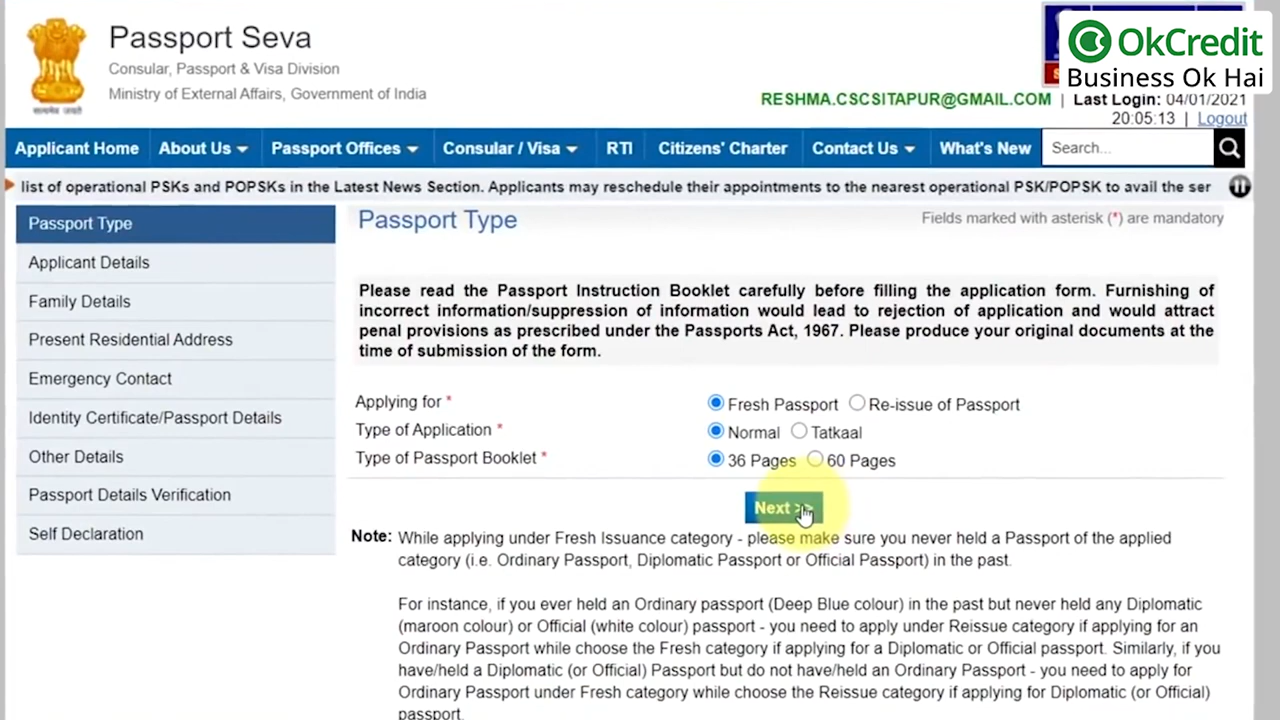 Passport Seva
Consular, Passport & Visa Division
Ministry of External Affairs, Government of India
OkCredit
Business Ok Hai
RESHMA.CSCSITAPUR@GMAIL.COM | Last Login: 04/01/2021
20:05:13 | Logout
Applicant Home About Us Passport Offices Consular / Visa RTI Citizens' Charter Contact Us What's New Search...
list of operational PSKs and POPSKs in the Latest News Section. Applicants may reschedule their appointments to the nearest operational PSK/POPSK to avail the ser
Passport Type
Applicant Details
Family Details
Present Residential Address
Emergency Contact
Identity Certificate/Passport Details
Other Details
Passport Details Verification
Self Declaration
Passport Type
Fields marked with asterisk (*) are mandatory
Please read the Passport Instruction Booklet carefully before filling the application form. Furnishing of
incorrect information/suppression of information would lead to rejection of application and would attract
penal provisions as prescribed under the Passports Act, 1967. Please produce your original documents at the
time of submission of the form.
Applying for * Fresh Passport Re-issue of Passport
Type of Application * Normal Tatkaal
Type of Passport Booklet * 36 Pages 60 Pages
Next >>
Note: While applying under Fresh Issuance category - please make sure you never held a Passport of the applied
category (i.e. Ordinary Passport, Diplomatic Passport or Official Passport) in the past.
For instance, if you ever held an Ordinary passport (Deep Blue colour) in the past but never held any Diplomatic
(maroon colour) or Official (white colour) passport - you need to apply under Reissue category if applying for an
Ordinary Passport while choose the Fresh category if applying for a Diplomatic or Official passport. Similarly, if you
have/held a Diplomatic (or Official) Passport but do not have/held an Ordinary Passport - you need to apply for
Ordinary Passport under Fresh category while choose the Reissue category if applying for Diplomatic (or Official)
passport.